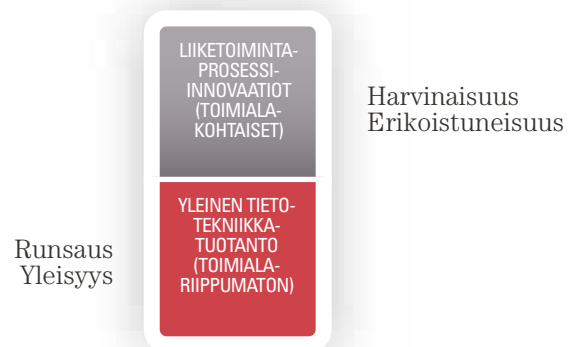 LIIKETOIMINTA-
PROSESSI-
INNOVAATIOT
(TOIMIALA-
KOHTAISET)
Harvinaisuus
Erikoistuneisuus
YLEINEN TIETO-
TEKNIIKKA-
TUOTANTO
(TOIMIALA-
RIIPPUMATON)
Runsaus
Yleisyys